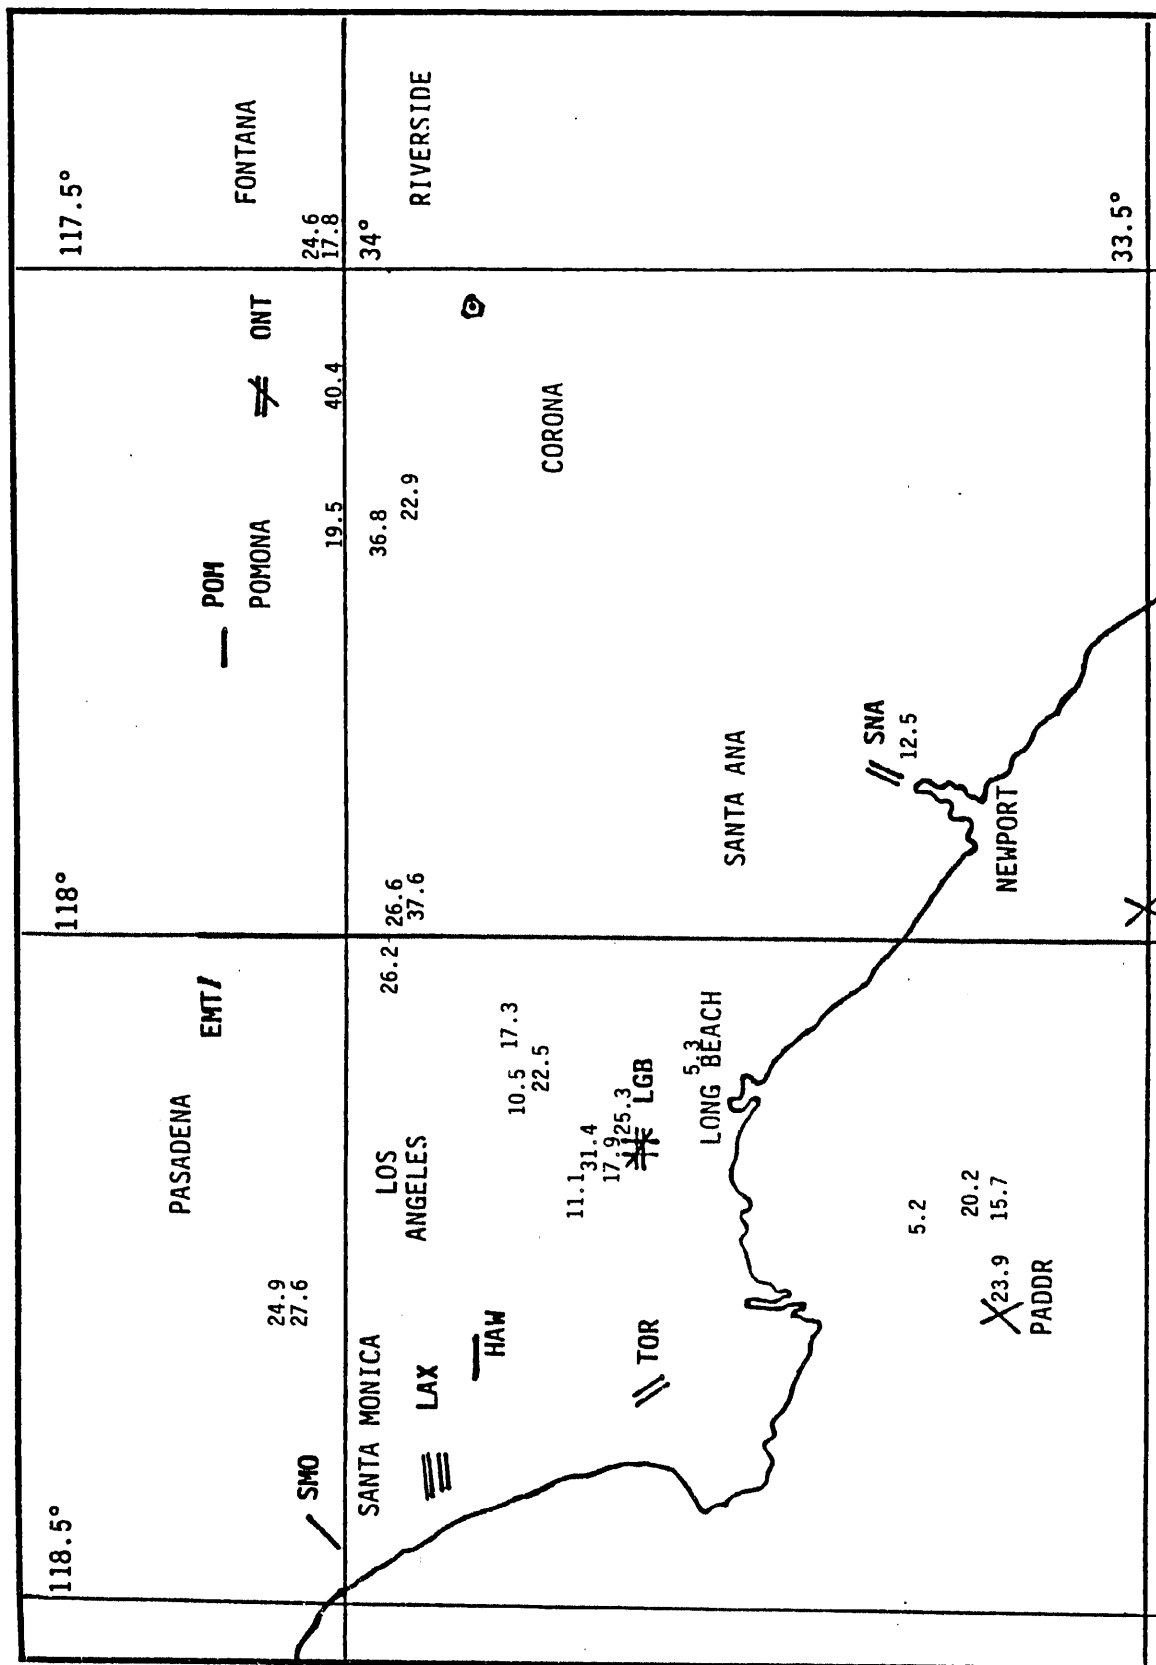 118.5°
118°
117.5°
PASADENA
EMT
POM
POMONA
ONT
FONTANA
SMO
24.9
27.6
19.5
40.4
24.6
17.8
34°
SANTA MONICA
LOS
ANGELES
26.2
26.6
37.6
36.8
22.9
RIVERSIDE
LAX
HAW
10.5
17.3
22.5
CORONA
11.1
31.4
17.9
25.3
LGB
TOR
5.3
LONG BEACH
SANTA ANA
SNA
12.5
NEWPORT
5.2
20.2
15.7
23.9
PADDR
33.5°